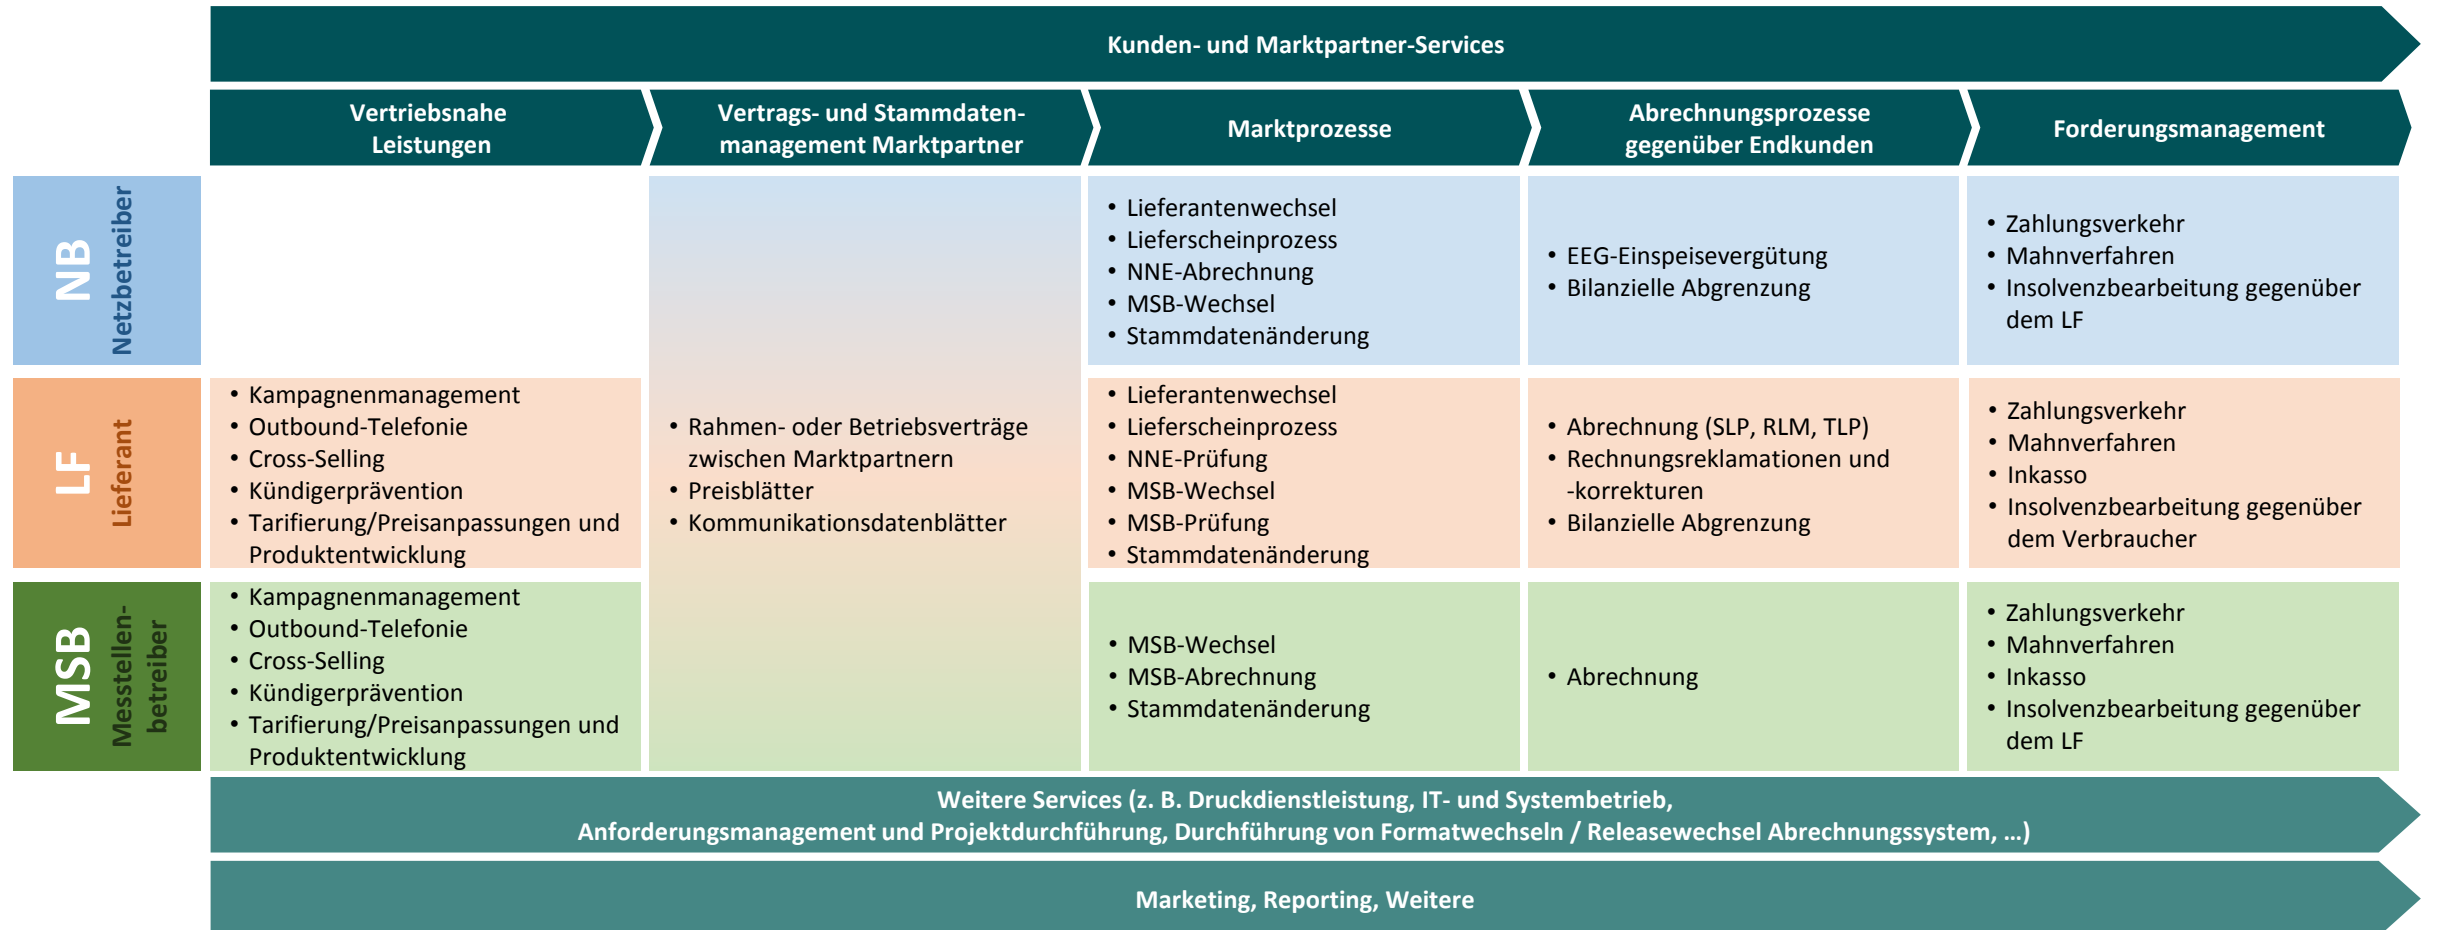 Kunden- und Marktpartner-Services
Vertriebsnahe
Leistungen
Vertrags- und Stammdaten-
management Marktpartner
Marktprozesse
Abrechnungsprozesse
gegenüber Endkunden
Forderungsmanagement
NB
Netzbetreiber
• Lieferantenwechsel
• Lieferscheinprozess
• NNE-Abrechnung
• MSB-Wechsel
• Stammdatenänderung
• EEG-Einspeisevergütung
• Bilanzielle Abgrenzung
• Zahlungsverkehr
• Mahnverfahren
• Insolvenzbearbeitung gegenüber
dem LF
LF
Lieferant
• Kampagnenmanagement
• Outbound-Telefonie
• Cross-Selling
• Kündigerprävention
• Tarifierung/Preisanpassungen und
Produktentwicklung
• Rahmen- oder Betriebsverträge
zwischen Marktpartnern
• Preisblätter
• Kommunikationsdatenblätter
• Lieferantenwechsel
• Lieferscheinprozess
• NNE-Prüfung
• MSB-Wechsel
• MSB-Prüfung
• Stammdatenänderung
• Abrechnung (SLP, RLM, TLP)
• Rechnungsreklamationen und
-korrekturen
• Bilanzielle Abgrenzung
• Zahlungsverkehr
• Mahnverfahren
• Inkasso
• Insolvenzbearbeitung gegenüber
dem Verbraucher
MSB
Messtellen-
betreiber
• Kampagnenmanagement
• Outbound-Telefonie
• Cross-Selling
• Kündigerprävention
• Tarifierung/Preisanpassungen und
Produktentwicklung
• MSB-Wechsel
• MSB-Abrechnung
• Stammdatenänderung
• Abrechnung
• Zahlungsverkehr
• Mahnverfahren
• Inkasso
• Insolvenzbearbeitung gegenüber
dem LF
Weitere Services (z. B. Druckdienstleistung, IT- und Systembetrieb,
Anforderungsmanagement und Projektdurchführung, Durchführung von Formatwechseln / Releasewechsel Abrechnungssystem, …)
Marketing, Reporting, Weitere